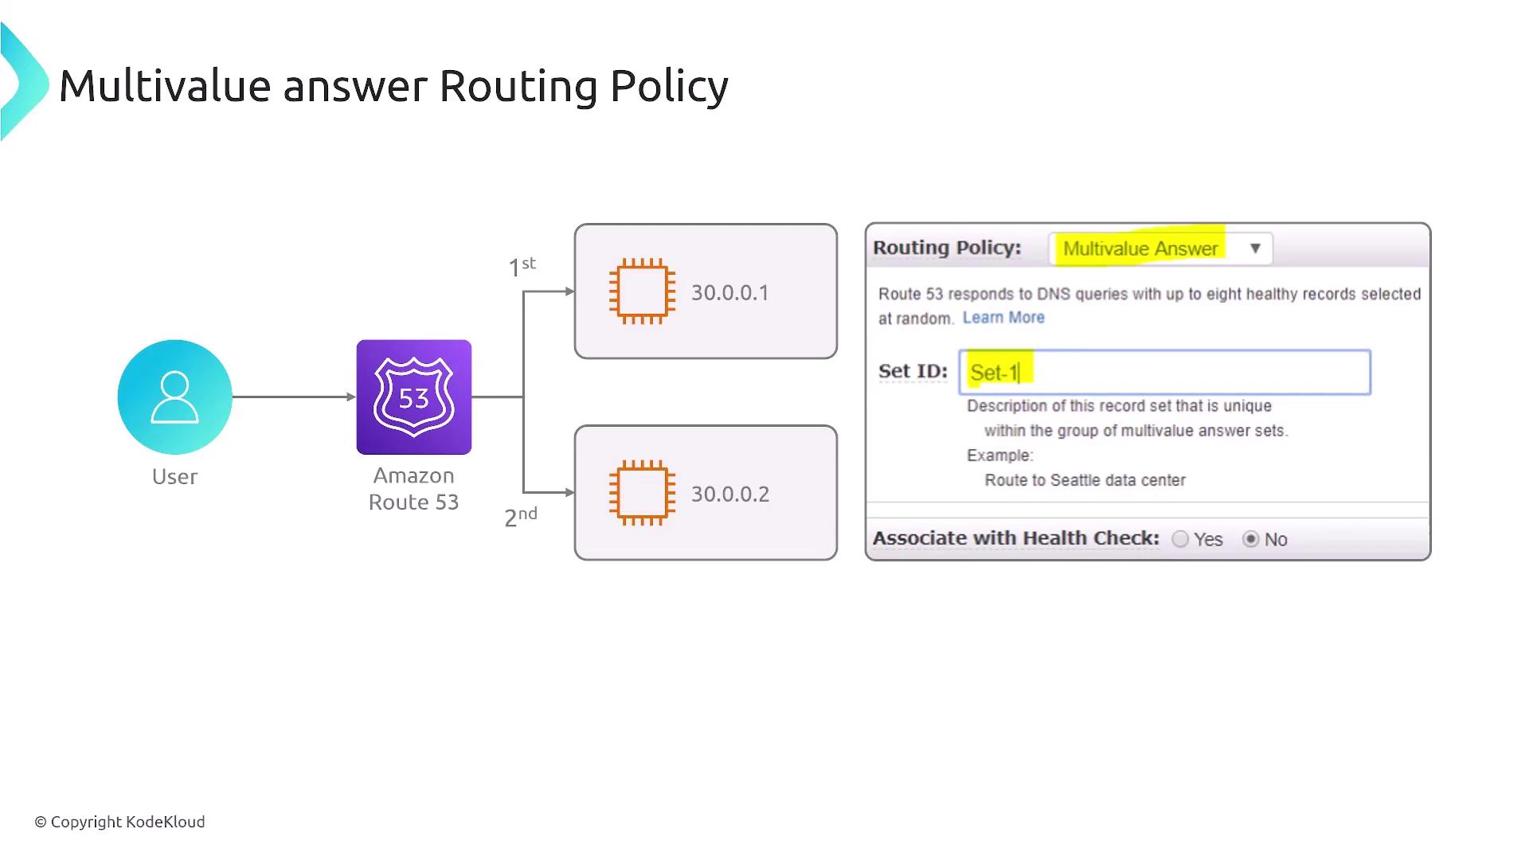 Multivalue answer Routing Policy
User
53
Amazon
Route 53
1st
30.0.0.1
2nd
30.0.0.2
Routing Policy: Multivalue Answer
Route 53 responds to DNS queries with up to eight healthy records selected
at random. Learn More
Set ID: Set-1
Description of this record set that is unique
within the group of multivalue answer sets.
Example:
Route to Seattle data center
Associate with Health Check: Yes No
© Copyright KodeKloud